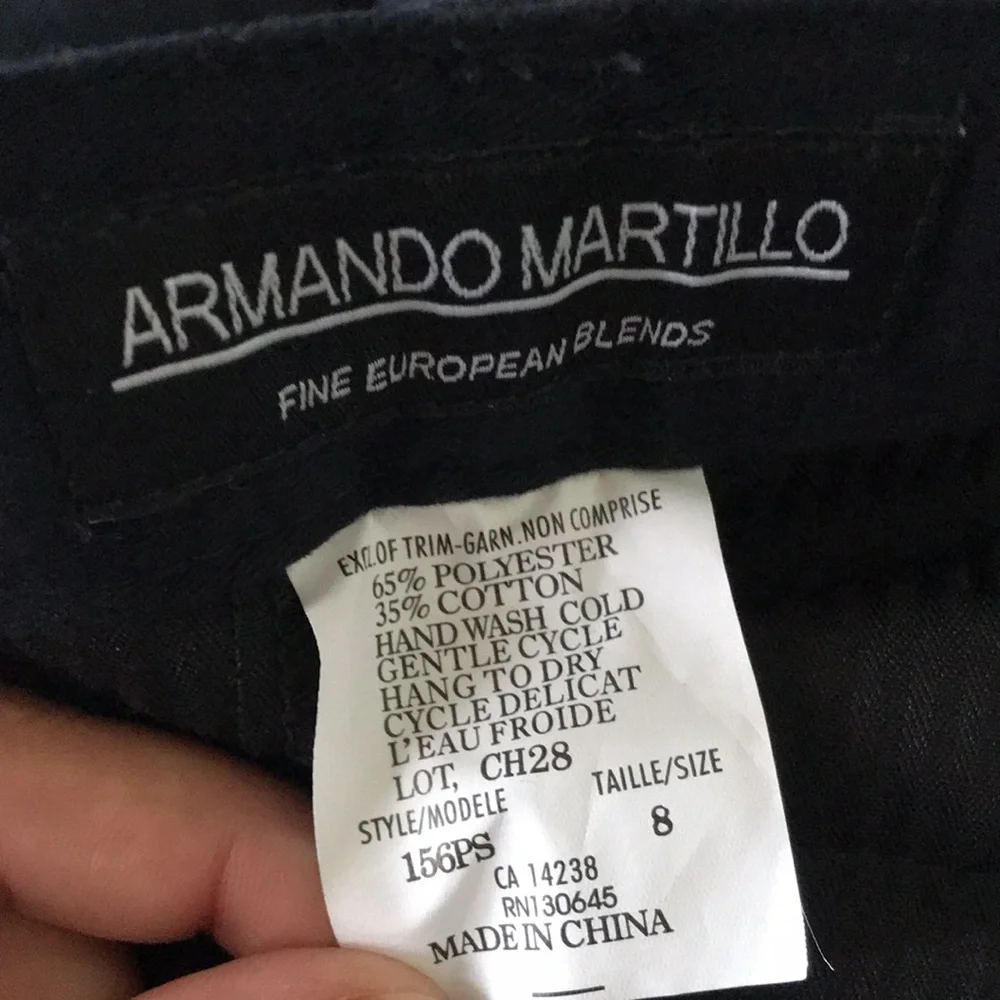 ARMANDO MARTILLO
FINE EUROPEAN BLENDS
EXCL.OF TRIM-GARN.NON COMPRISE
65% POLYESTER
35% COTTON
HAND WASH COLD
GENTLE CYCLE
HANG TO DRY
CYCLE DELICAT
L'EAU FROIDE
LOT, CH28
STYLE/MODELE TAILLE/SIZE
156PS 8
CA 14238
RN130645
MADE IN CHINA